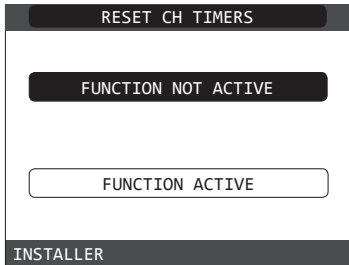 RESET CH TIMERS
FUNCTION NOT ACTIVE
FUNCTION ACTIVE
INSTALLER